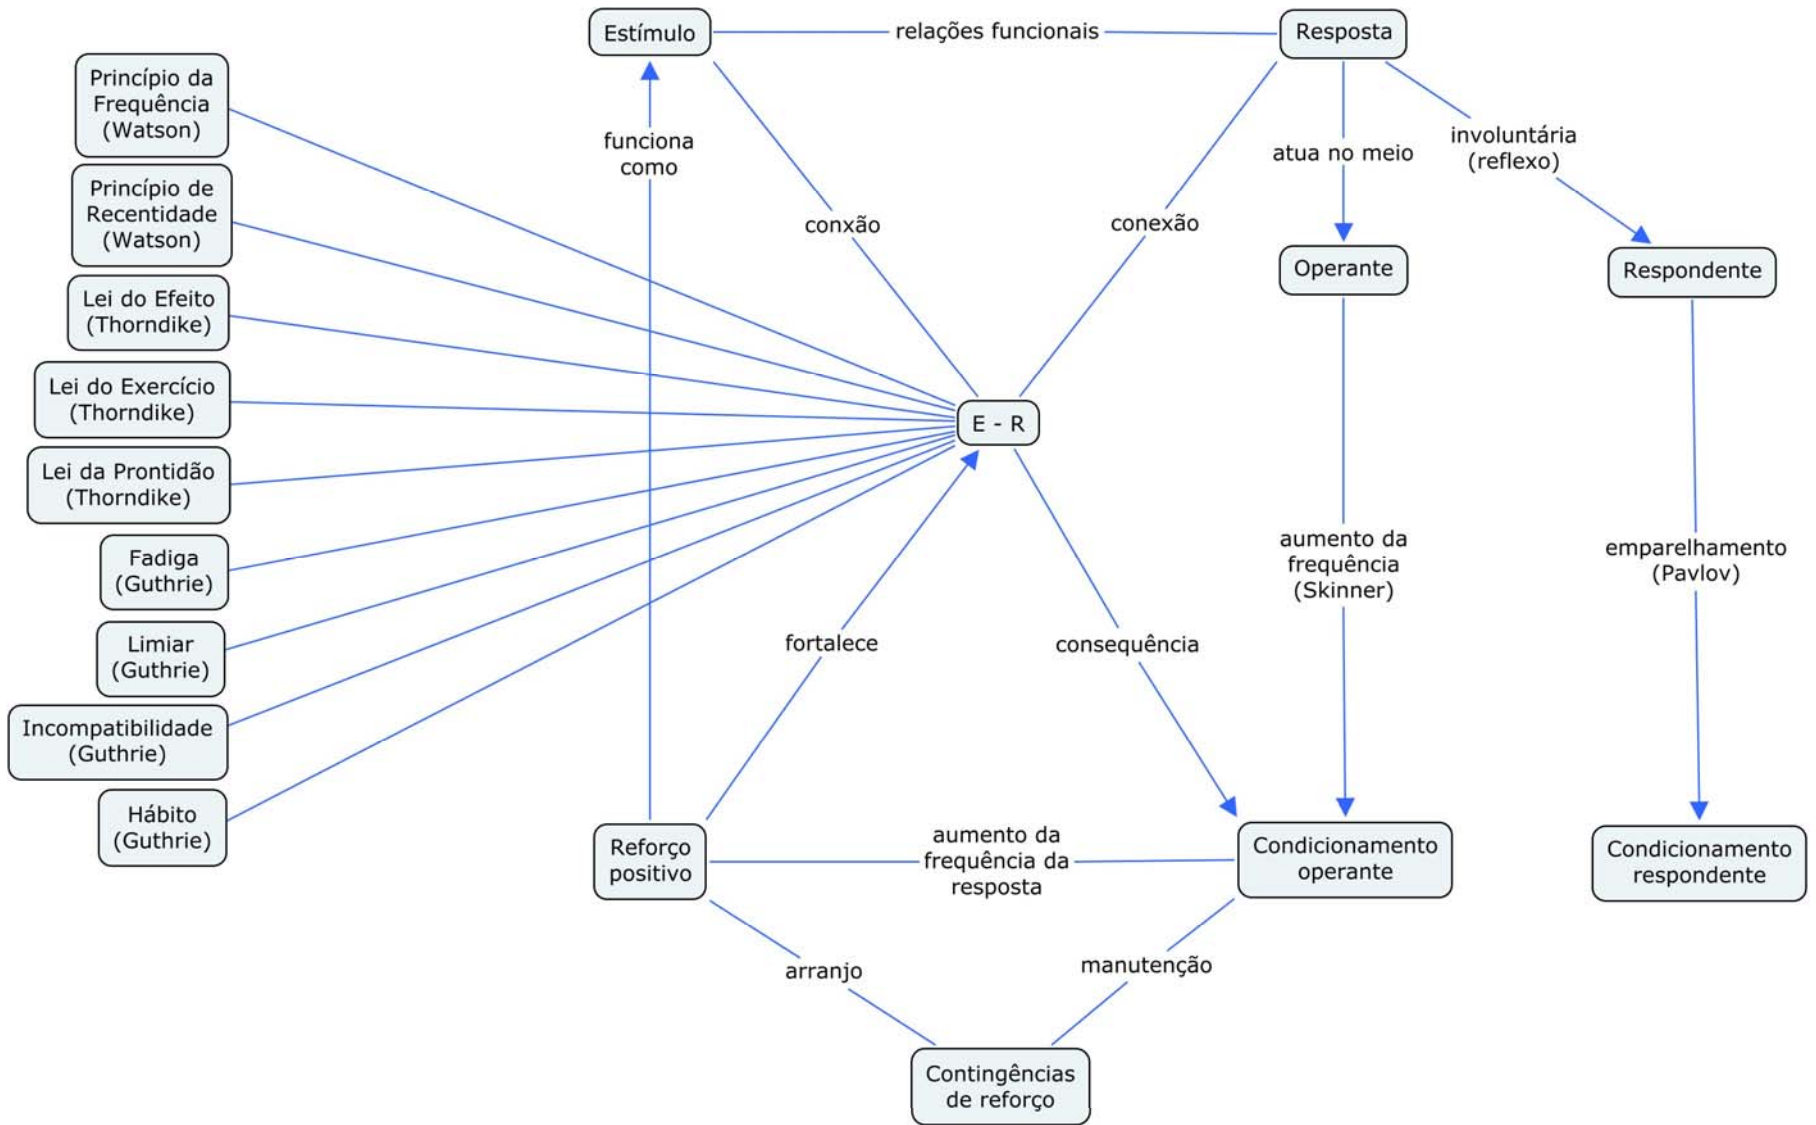 Estímulo
relações funcionais
Resposta
Princípio da
Frequência
(Watson)
Princípio de
Recentidade
(Watson)
Lei do Efeito
(Thorndike)
Lei do Exercício
(Thorndike)
Lei da Prontidão
(Thorndike)
Fadiga
(Guthrie)
Limiar
(Guthrie)
Incompatibilidade
(Guthrie)
Hábito
(Guthrie)
funciona
como
conxão
conexão
atua no meio
involuntária
(reflexo)
Operante
Respondente
E - R
fortalece
consequência
aumento da
frequência
(Skinner)
emparelhamento
(Pavlov)
Reforço
positivo
aumento da
frequência da
resposta
Condicionamento
operante
Condicionamento
respondente
arranjo
manutenção
Contingências
de reforço